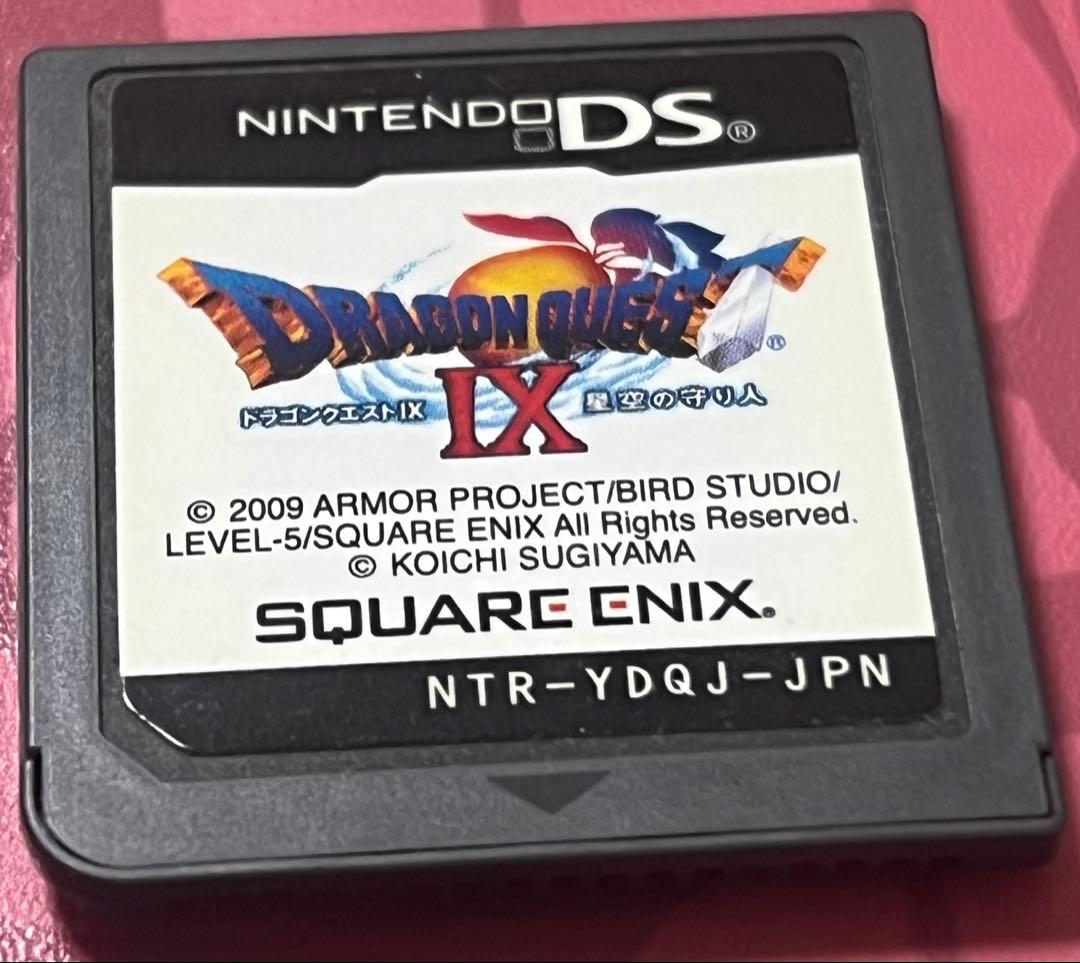 NINTENDO DS®
DRAGON QUEST®
IX
ドラゴンクエストIX 星空の守り人
© 2009 ARMOR PROJECT/BIRD STUDIO/
LEVEL-5/SQUARE ENIX All Rights Reserved.
© KOICHI SUGIYAMA
SQUARE ENIX.
NTR-YDQJ-JPN